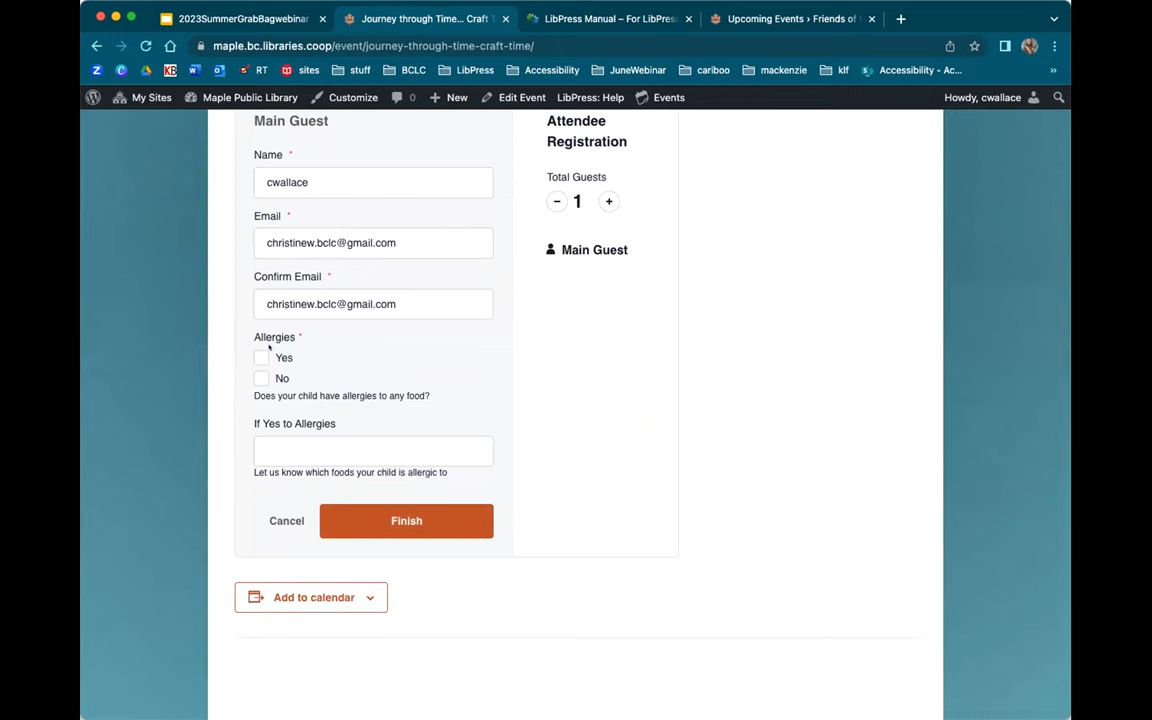 2023SummerGrabBagwebinar
Journey through Time... Craft T
LibPress Manual – For LibPress
Upcoming Events › Friends of
maple.bc.libraries.coop/event/journey-through-time-craft-time/
RT
sites
stuff
BCLC
LibPress
Accessibility
JuneWebinar
cariboo
mackenzie
klf
Accessibility - Ac...
My Sites
Maple Public Library
Customize
0
New
Edit Event
LibPress: Help
Events
Howdy, cwallace
Main Guest
Name *
cwallace
Email *
christinew.bclc@gmail.com
Confirm Email *
christinew.bclc@gmail.com
Allergies *
Yes
No
Does your child have allergies to any food?
If Yes to Allergies
Let us know which foods your child is allergic to
Cancel
Finish
Attendee
Registration
Total Guests
− 1 +
Main Guest
Add to calendar